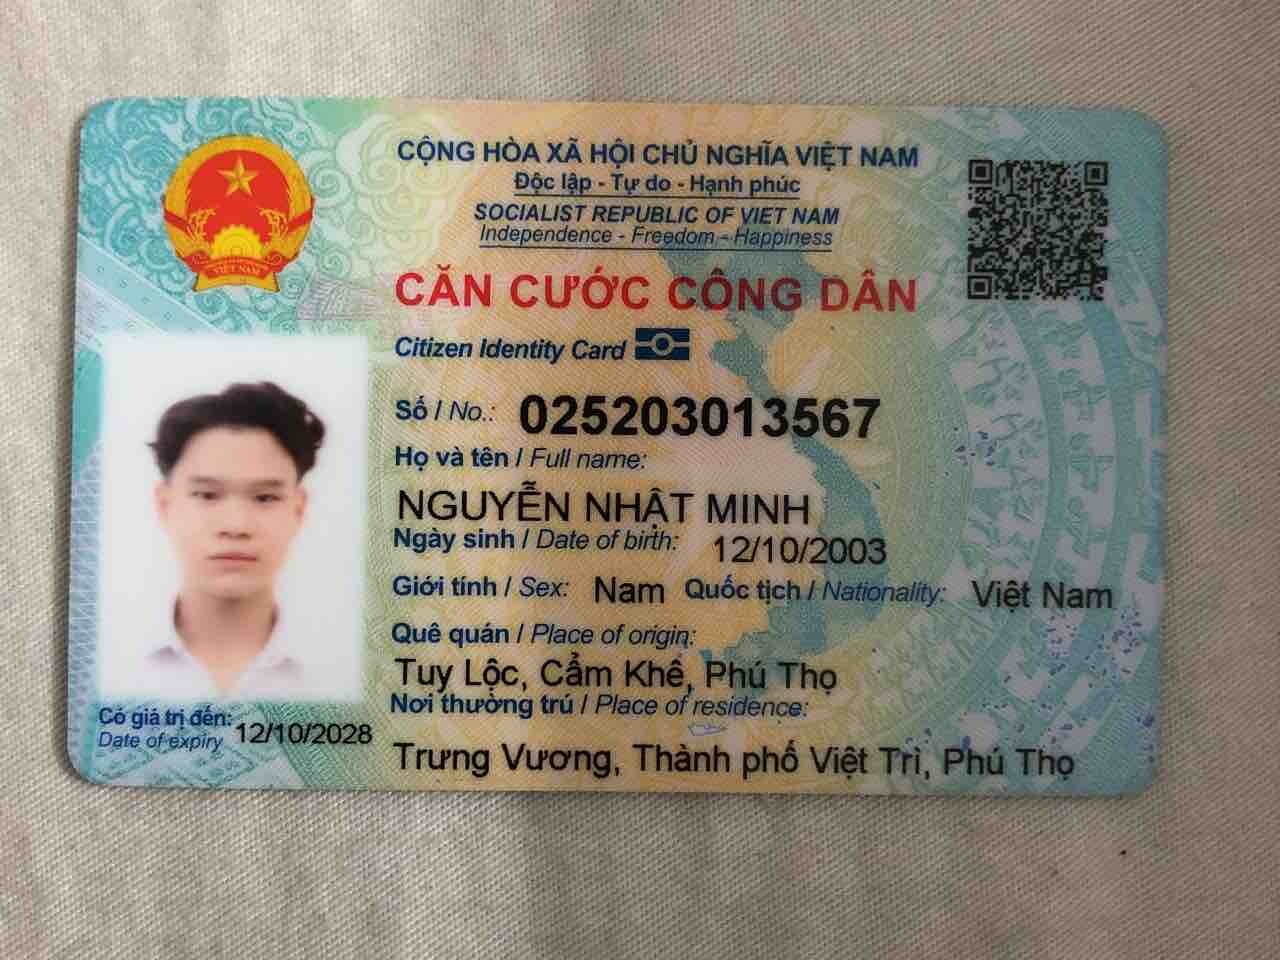 CỘNG HÒA XÃ HỘI CHỦ NGHĨA VIỆT NAM
Độc lập - Tự do - Hạnh phúc
SOCIALIST REPUBLIC OF VIET NAM
Independence - Freedom - Happiness
VIỆT NAM
CĂN CƯỚC CÔNG DÂN
Citizen Identity Card
Số / No.: 025203013567
Họ và tên / Full name:
NGUYỄN NHẬT MINH
Ngày sinh / Date of birth: 12/10/2003
Giới tính / Sex: Nam Quốc tịch / Nationality: Việt Nam
Quê quán / Place of origin:
Tuy Lộc, Cẩm Khê, Phú Thọ
Nơi thường trú / Place of residence:
Trưng Vương, Thành phố Việt Trì, Phú Thọ
Có giá trị đến: 12/10/2028
Date of expiry